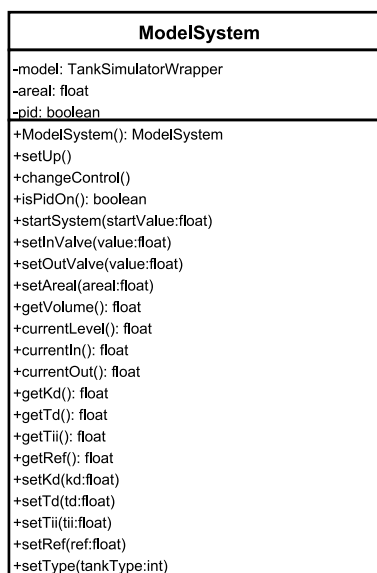 ModelSystem
-model: TankSimulatorWrapper
-areal: float
-pid: boolean
+ModelSystem(): ModelSystem
+setUp()
+changeControl()
+isPidOn(): boolean
+startSystem(startValue:float)
+setInValve(value:float)
+setOutValve(value:float)
+setAreal(areal:float)
+getVolume(): float
+currentLevel(): float
+currentIn(): float
+currentOut(): float
+getKd(): float
+getTd(): float
+getTii(): float
+getRef(): float
+setKd(kd:float)
+setTd(td:float)
+setTii(tii:float)
+setRef(ref:float)
+setType(tankType:int)